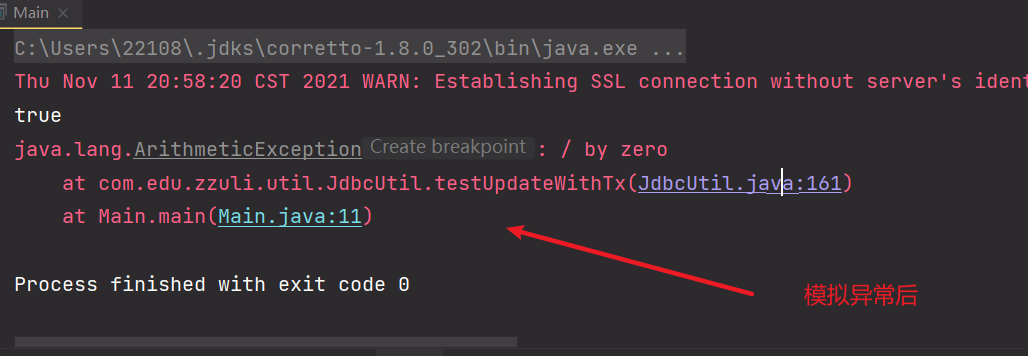 Main
C:\Users\22108\.jdks\corretto-1.8.0_302\bin\java.exe ...
Thu Nov 11 20:58:20 CST 2021 WARN: Establishing SSL connection without server's ident
true
java.lang.ArithmeticException Create breakpoint : / by zero
at com.edu.zzuli.util.JdbcUtil.testUpdateWithTx(JdbcUtil.java:161)
at Main.main(Main.java:11)
Process finished with exit code 0
模拟异常后